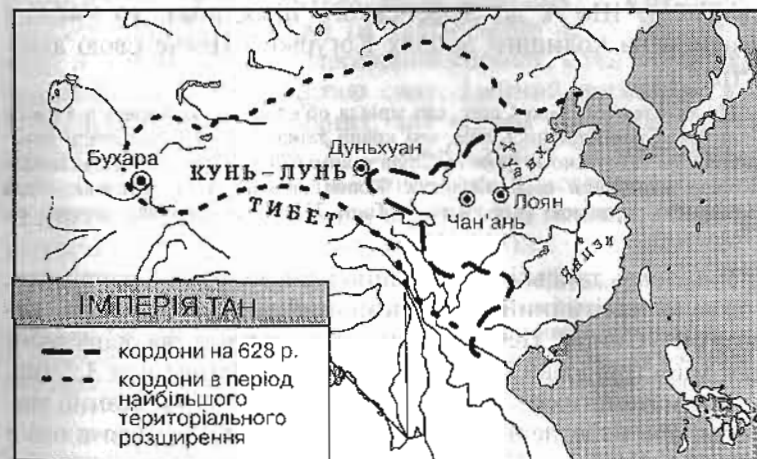 Бухара
Дуньхуан
КУНЬ-ЛУНЬ
ТИБЕТ
Хуанхе
Лоян
Чан'ань
Янцзи
ІМПЕРІЯ ТАН
кордони на 628 р.
кордони в період
найбільшого
територіального
розширення